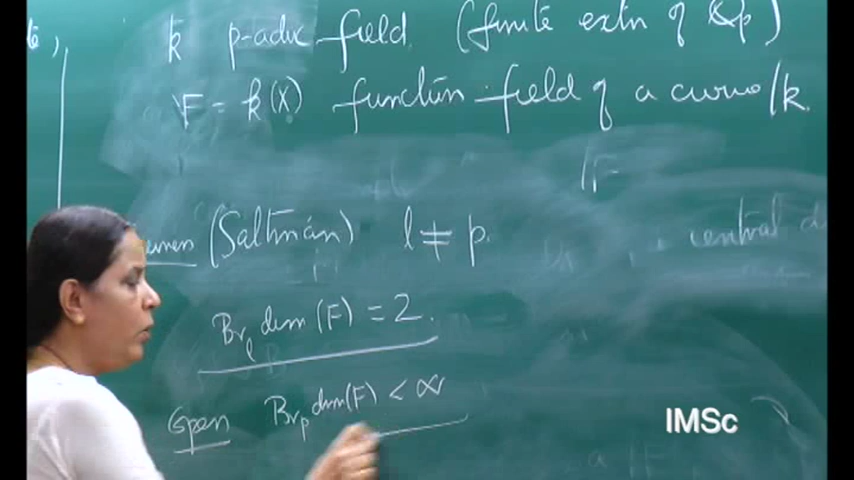 k p-adic field. (finite extn of Qp)
F = k(X) function field of a curve/k.
(Saltman) l ≠ p.
Br_l dim (F) = 2.
Open Br_p dim(F) < ∞
central
IMSc